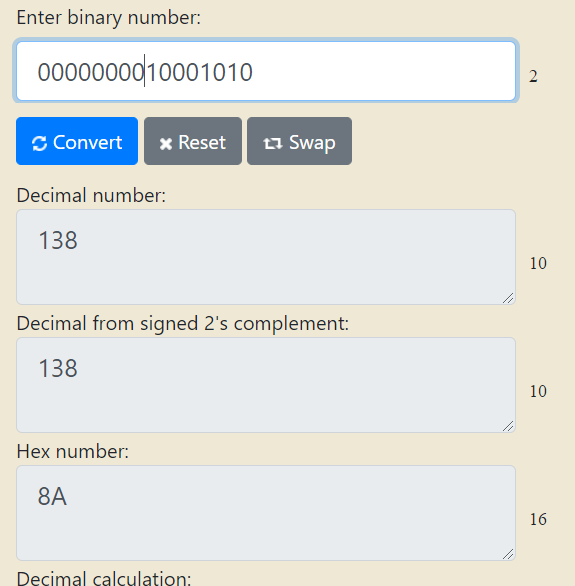 Enter binary number:
0000000010001010 2
Convert Reset Swap
Decimal number:
138
10
Decimal from signed 2's complement:
138
10
Hex number:
8A
16
Decimal calculation: